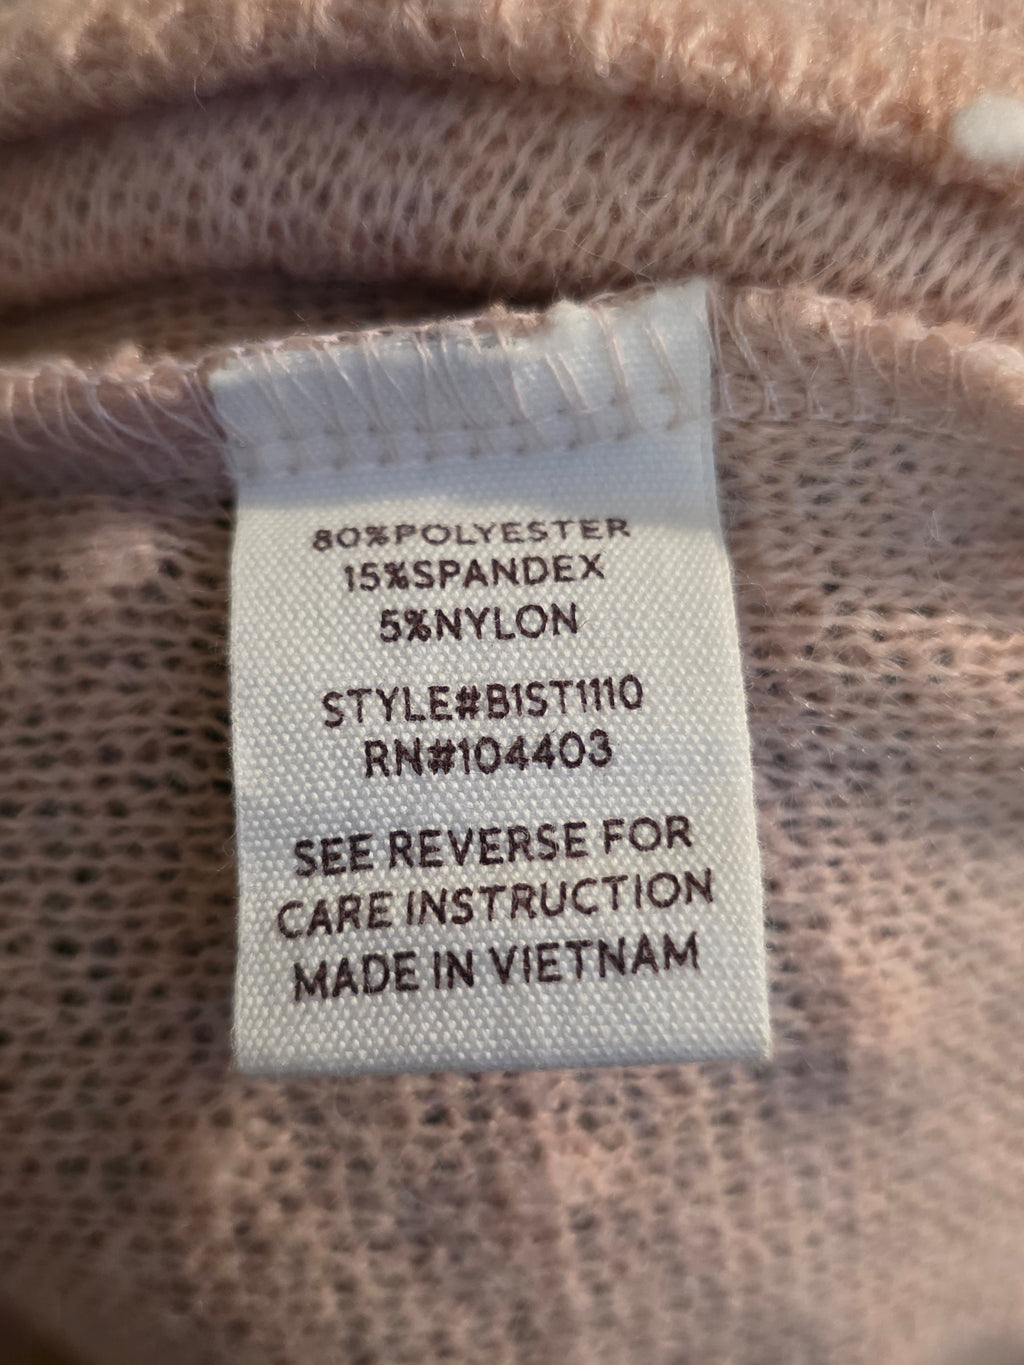 80%POLYESTER
15%SPANDEX
5%NYLON
STYLE#B1ST1110
RN#104403
SEE REVERSE FOR
CARE INSTRUCTION
MADE IN VIETNAM